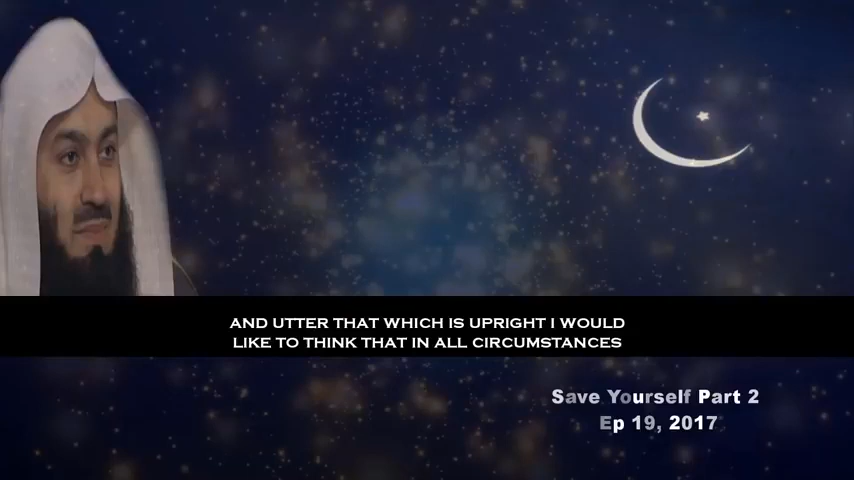 AND UTTER THAT WHICH IS UPRIGHT I WOULD
LIKE TO THINK THAT IN ALL CIRCUMSTANCES
Save Yourself Part 2
Ep 19, 2017